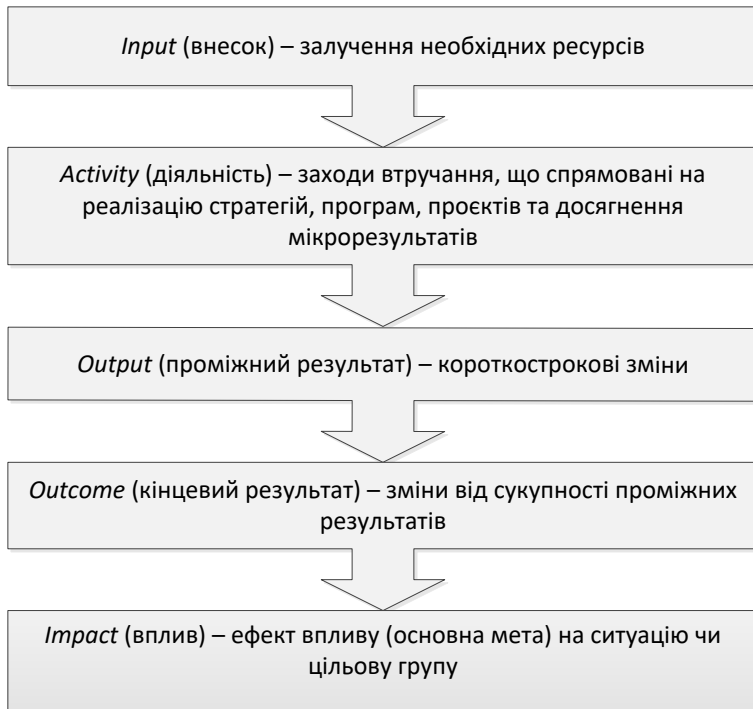 Input (внесок) – залучення необхідних ресурсів
Activity (діяльність) – заходи втручання, що спрямовані на
реалізацію стратегій, програм, проєктів та досягнення
мікрорезультатів
Output (проміжний результат) – короткострокові зміни
Outcome (кінцевий результат) – зміни від сукупності проміжних
результатів
Impact (вплив) – ефект впливу (основна мета) на ситуацію чи
цільову групу